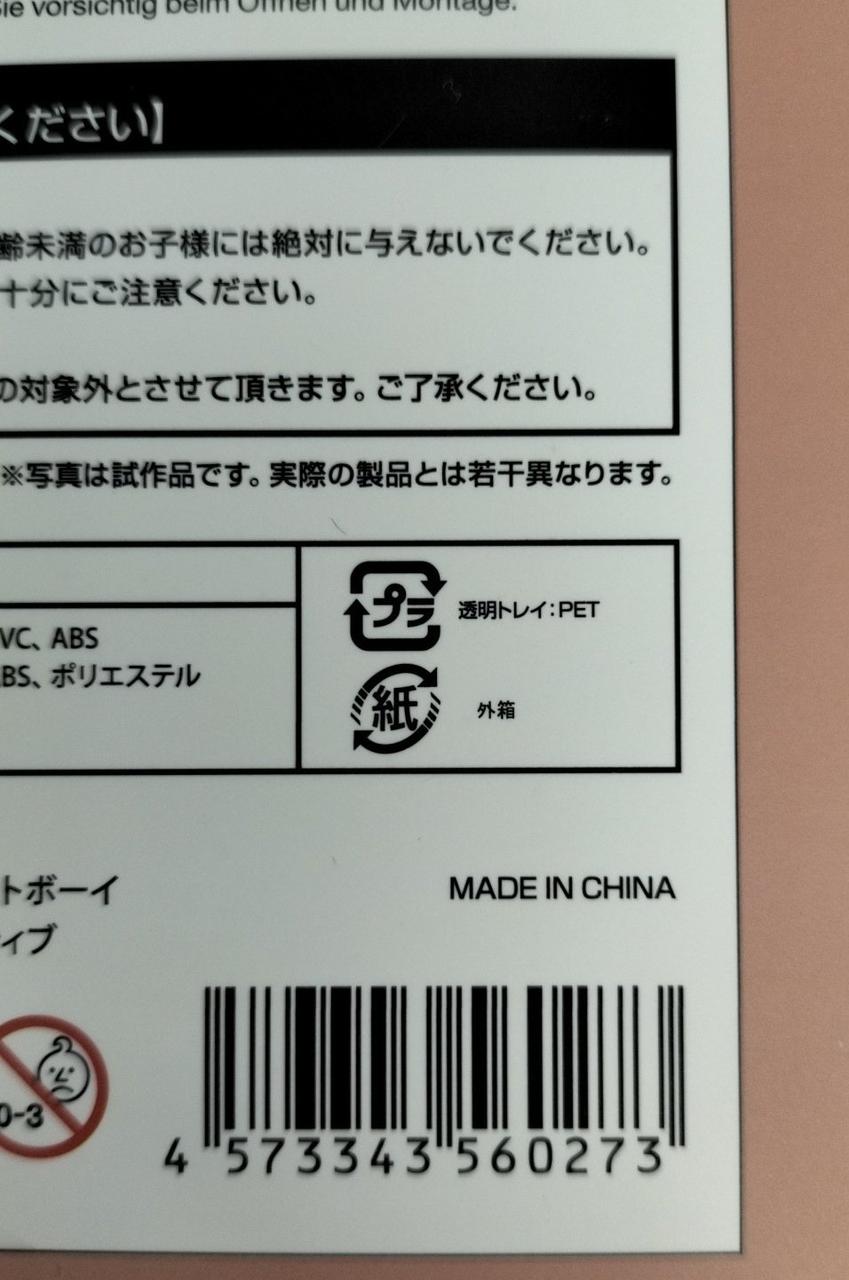 Sie vorsichtig beim Öffnen und Montage.
ください】
齢未満のお子様には絶対に与えないでください。
十分にご注意ください。
の対象外とさせて頂きます。ご了承ください。
※写真は試作品です。実際の製品とは若干異なります。
プラ 透明トレイ：PET
VC、ABS
BS、ポリエステル
紙 外箱
トボーイ
MADE IN CHINA
ィブ
0-3
4 573343 560273